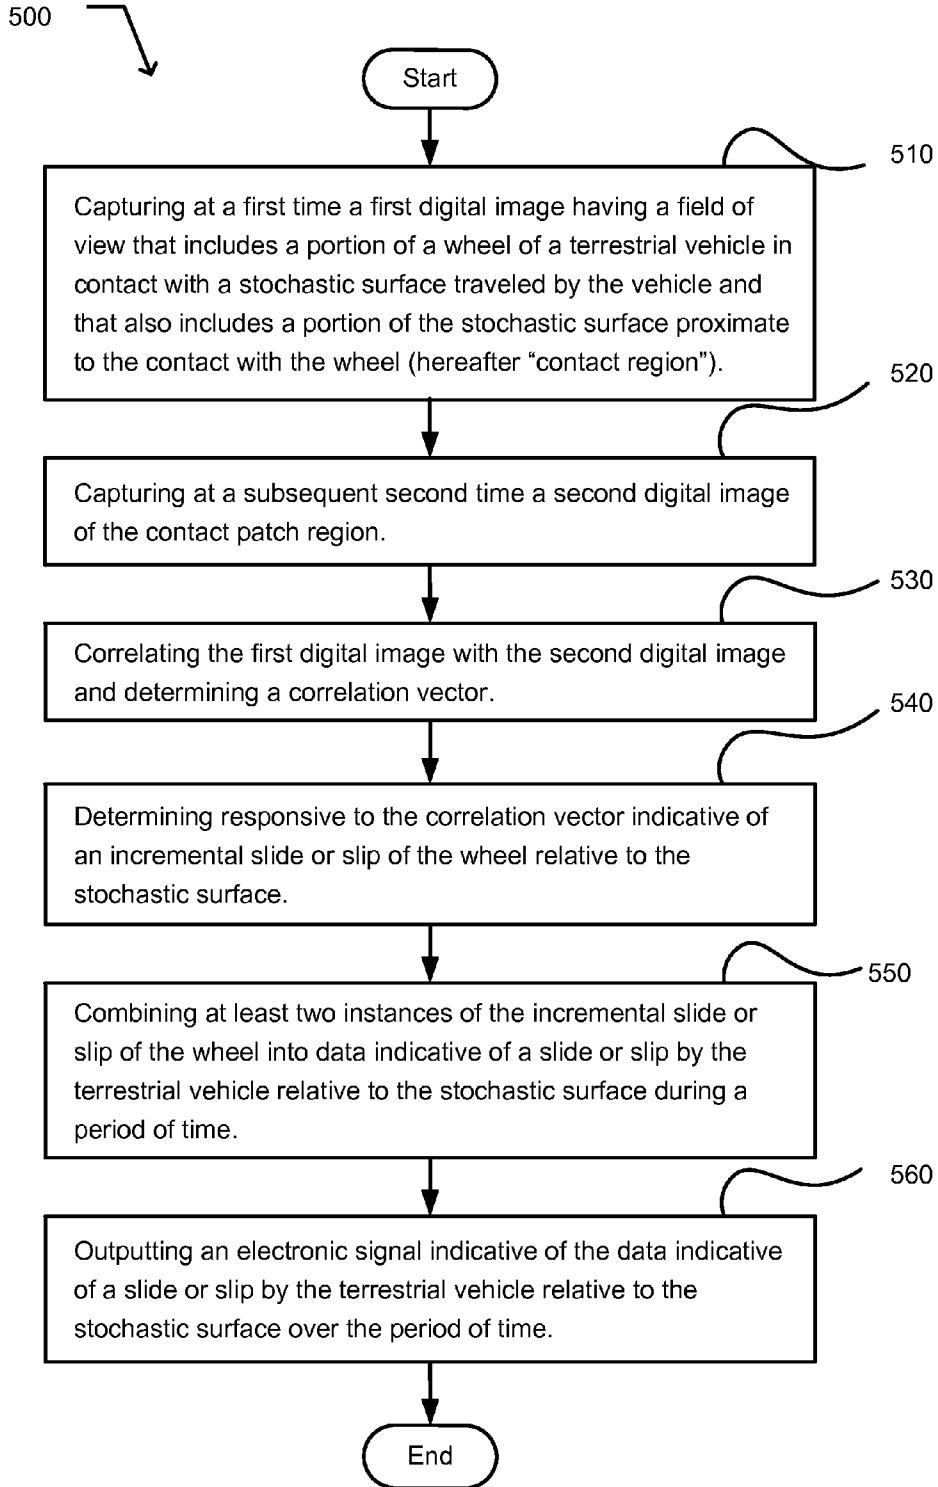 500
Start
510
Capturing at a first time a first digital image having a field of
view that includes a portion of a wheel of a terrestrial vehicle in
contact with a stochastic surface traveled by the vehicle and
that also includes a portion of the stochastic surface proximate
to the contact with the wheel (hereafter “contact region”).
520
Capturing at a subsequent second time a second digital image
of the contact patch region.
530
Correlating the first digital image with the second digital image
and determining a correlation vector.
540
Determining responsive to the correlation vector indicative of
an incremental slide or slip of the wheel relative to the
stochastic surface.
550
Combining at least two instances of the incremental slide or
slip of the wheel into data indicative of a slide or slip by the
terrestrial vehicle relative to the stochastic surface during a
period of time.
560
Outputting an electronic signal indicative of the data indicative
of a slide or slip by the terrestrial vehicle relative to the
stochastic surface over the period of time.
End